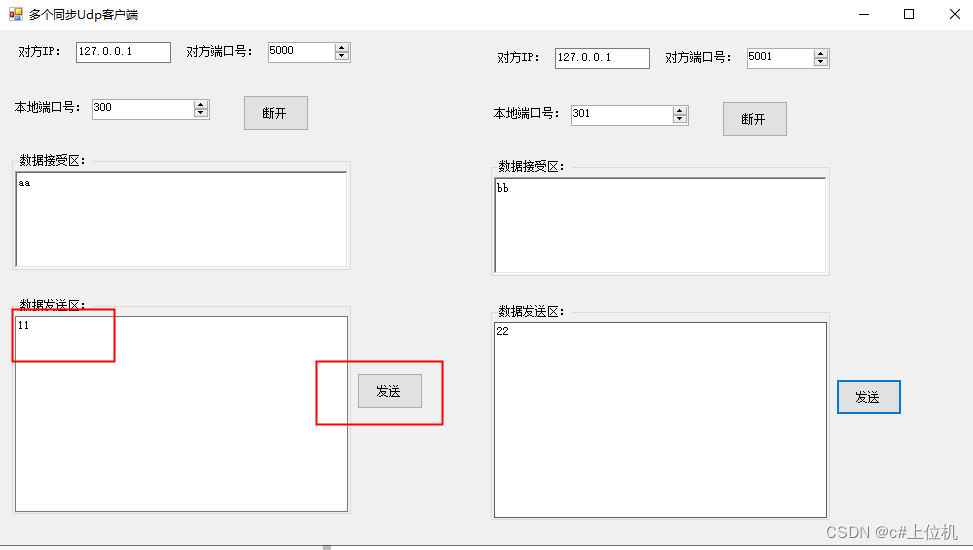 多个同步Udp客户端
对方IP： 127.0.0.1 对方端口号： 5000
本地端口号： 300 断开
数据接受区：
aa
数据发送区：
11
发送
对方IP： 127.0.0.1 对方端口号： 5001
本地端口号： 301 断开
数据接受区：
bb
数据发送区：
22
发送
CSDN @c#上位机